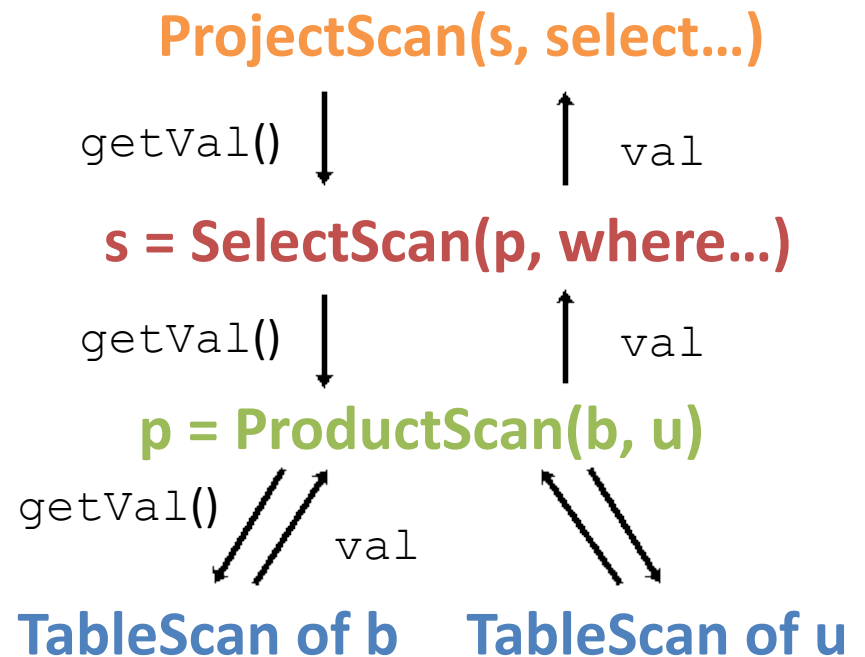 ProjectScan(s, select…)
getVal()
val
s = SelectScan(p, where…)
getVal()
val
p = ProductScan(b, u)
getVal()
val
TableScan of b
TableScan of u